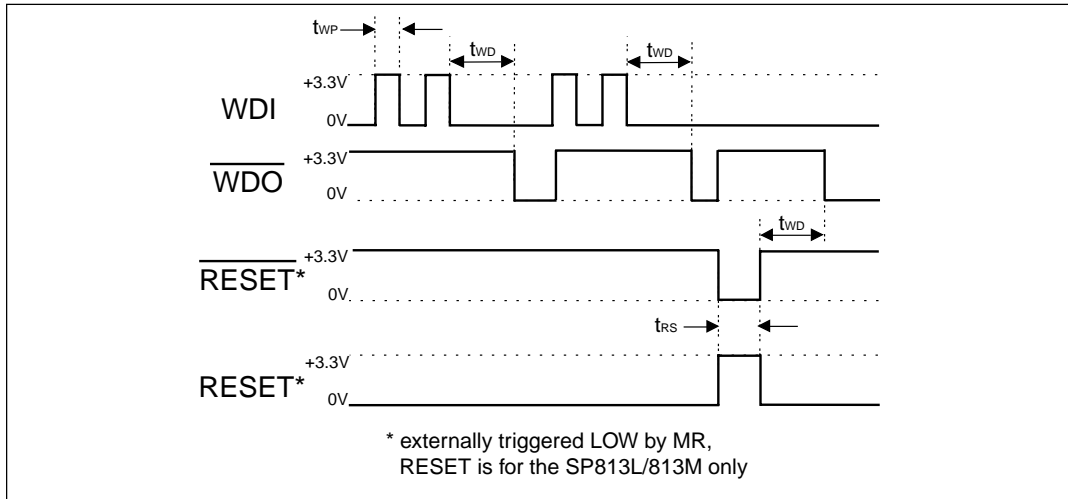 tWP
tWD
tWD
+3.3V
WDI
0V
+3.3V
WDO
0V
tWD
+3.3V
RESET*
0V
tRS
+3.3V
RESET*
0V
* externally triggered LOW by MR,
RESET is for the SP813L/813M only